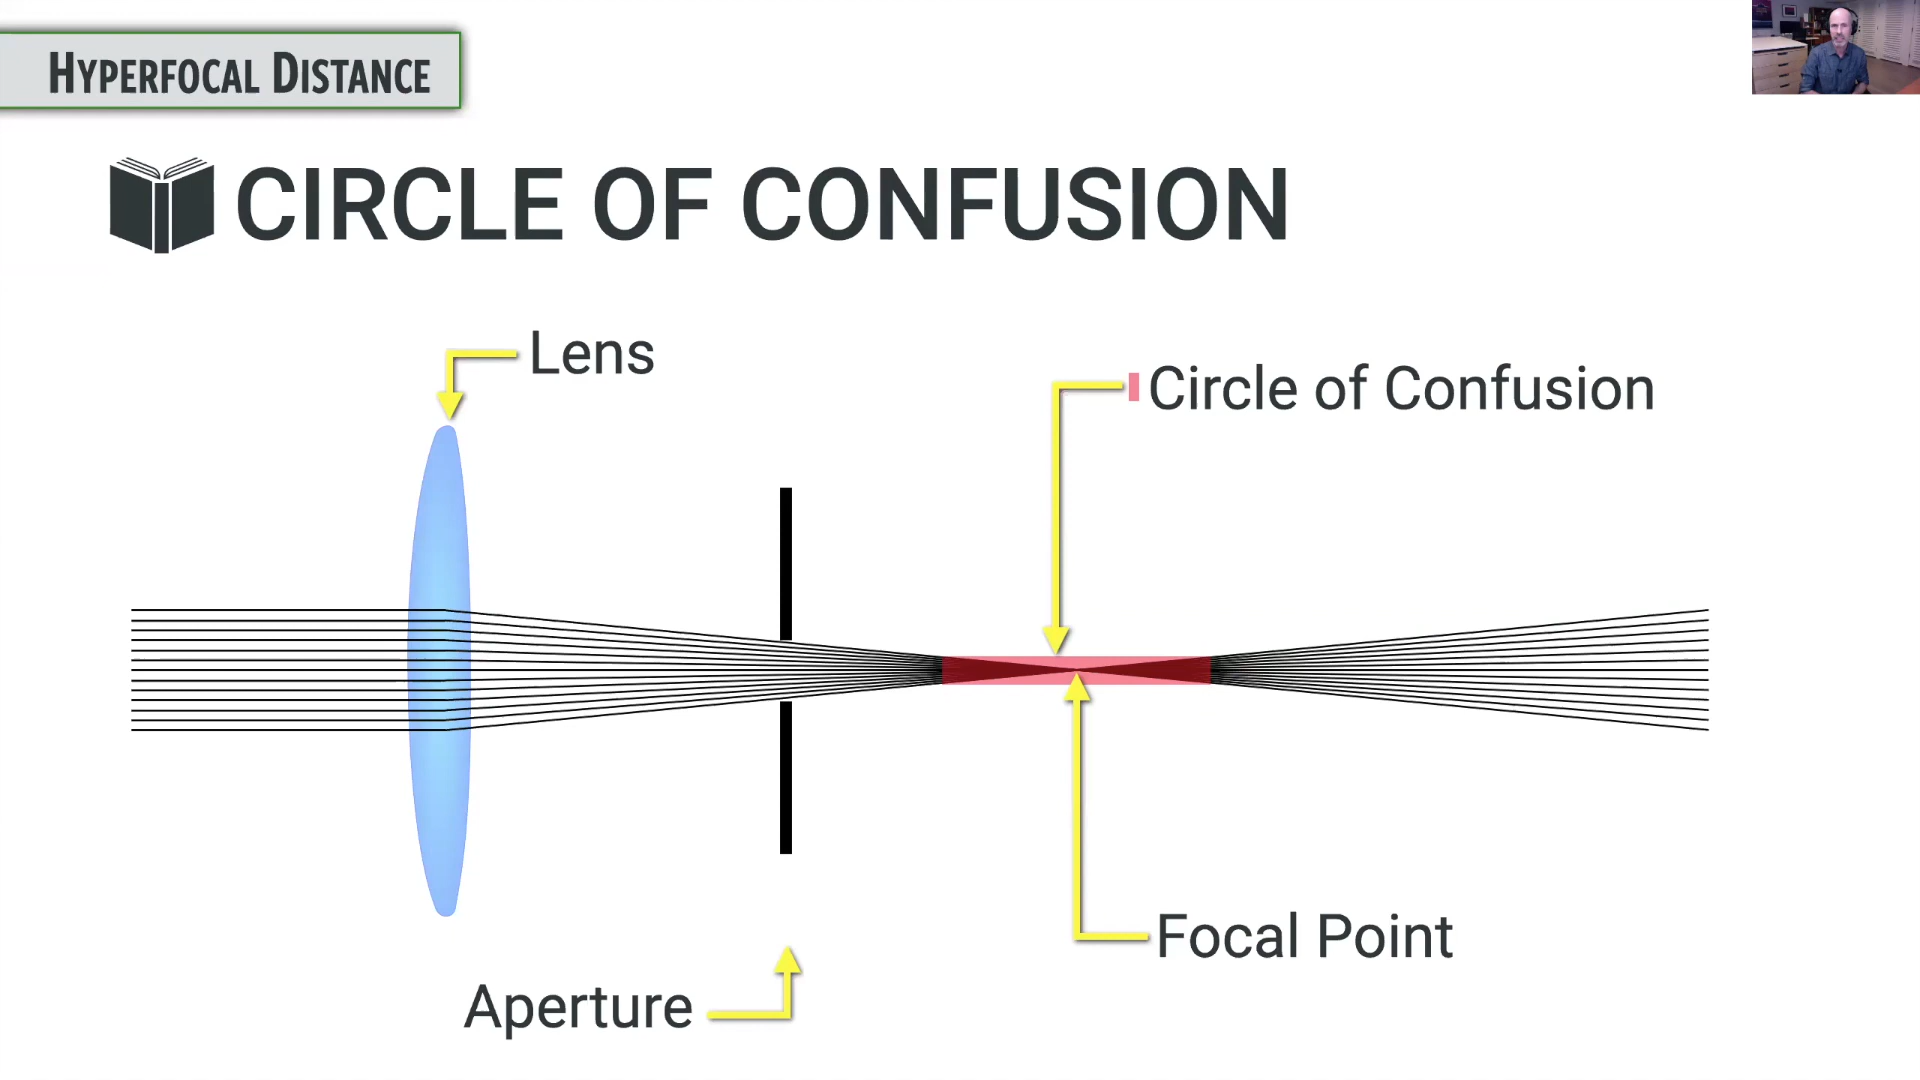 HYPERFOCAL DISTANCE
CIRCLE OF CONFUSION
Lens
Circle of Confusion
Focal Point
Aperture